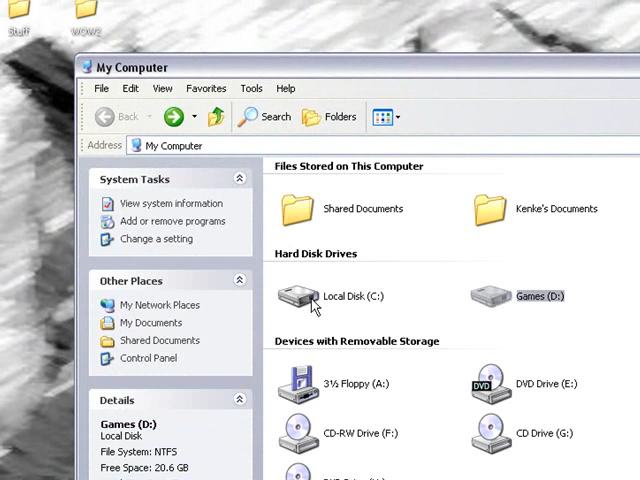 Stuff
WOW2
My Computer
File Edit View Favorites Tools Help
Back Search Folders
Address My Computer
System Tasks
View system information
Add or remove programs
Change a setting
Other Places
My Network Places
My Documents
Shared Documents
Control Panel
Details
Games (D:)
Local Disk
File System: NTFS
Free Space: 20.6 GB
Files Stored on This Computer
Shared Documents
Kenke's Documents
Hard Disk Drives
Local Disk (C:)
Games (D:)
Devices with Removable Storage
3½ Floppy (A:)
DVD
DVD Drive (E:)
CD-RW Drive (F:)
CD Drive (G:)